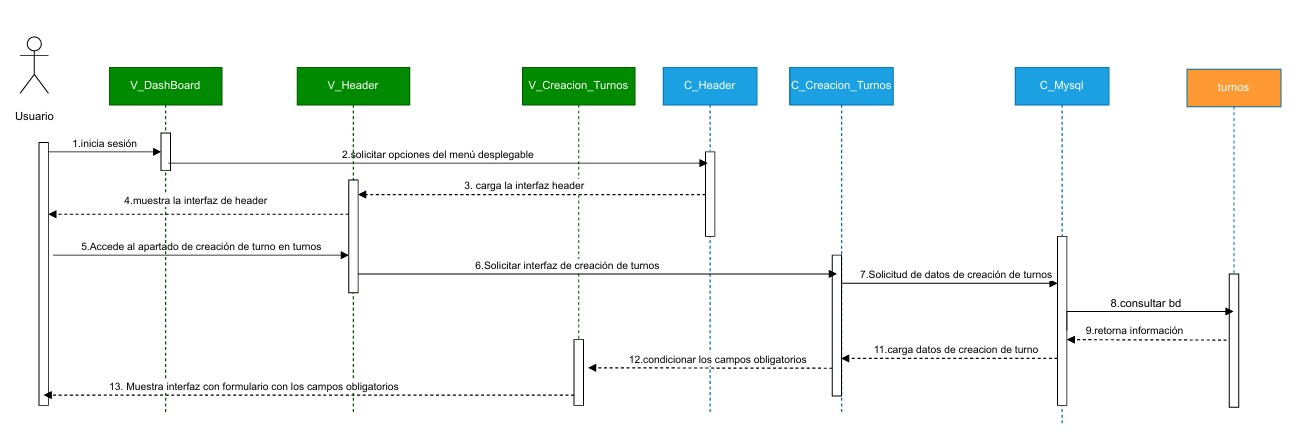 Usuario
V_DashBoard
V_Header
V_Creacion_Turnos
C_Header
C_Creacion_Turnos
C_Mysql
turnos
1.inicia sesión
2.solicitar opciones del menú desplegable
3. carga la interfaz header
4.muestra la interfaz de header
5.Accede al apartado de creación de turno en turnos
6.Solicitar interfaz de creación de turnos
7.Solicitud de datos de creación de turnos
8.consultar bd
9.retorna información
11.carga datos de creacion de turno
12.condicionar los campos obligatorios
13. Muestra interfaz con formulario con los campos obligatorios